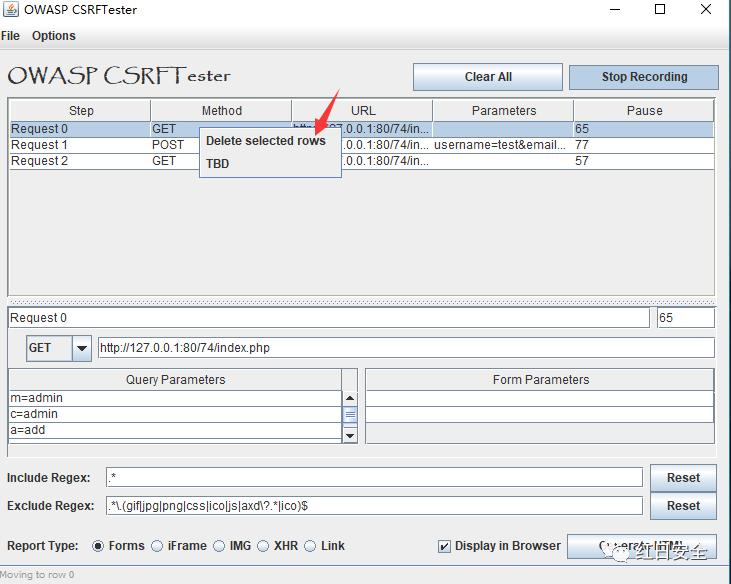 OWASP CSRFTester
File Options
OWASP CSRFTester
Clear All
Stop Recording
Step Method URL Parameters Pause
Request 0 GET 7.0.0.1:80/74/in... 65
Request 1 POST 7.0.0.1:80/74/in... username=test&email... 77
Request 2 GET 7.0.0.1:80/74/in... 57
Delete selected rows
TBD
Request 0 65
GET http://127.0.0.1:80/74/index.php
Query Parameters Form Parameters
m=admin
c=admin
a=add
Include Regex: .* Reset
Exclude Regex: .*\.(gif|jpg|png|css|ico|js|axd\?.*|ico)$ Reset
Report Type: Forms iFrame IMG XHR Link Display in Browser
红日安全
Moving to row 0